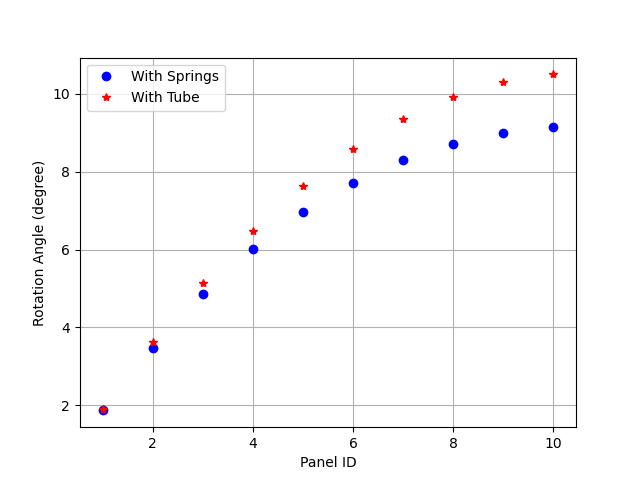 With Springs
With Tube
10
8
6
4
2
Rotation Angle (degree)
2 4 6 8 10
Panel ID